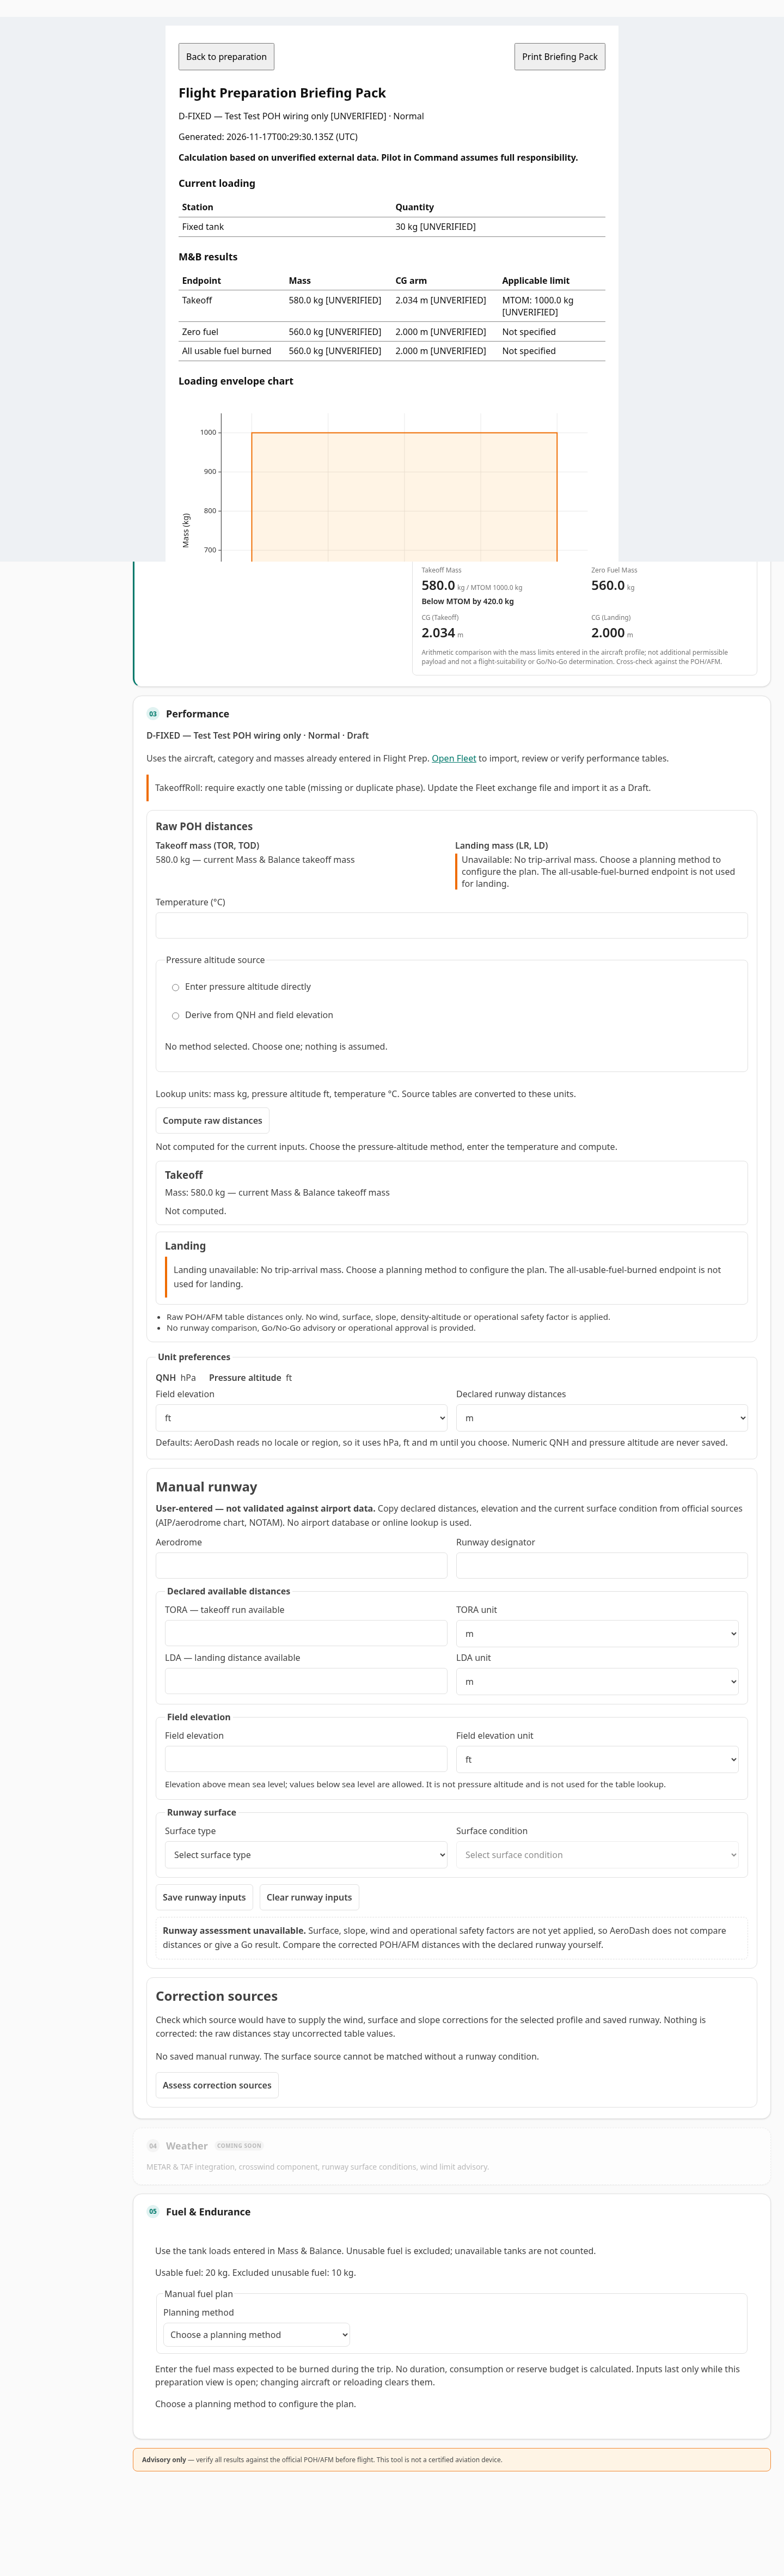 Back to preparation
Print Briefing Pack
Flight Preparation Briefing Pack
D-FIXED — Test Test POH wiring only [UNVERIFIED] · Normal
Generated: 2026-11-17T00:29:30.135Z (UTC)
Calculation based on unverified external data. Pilot in Command assumes full responsibility.
Current loading
Station Quantity
Fixed tank 30 kg [UNVERIFIED]
M&B results
Endpoint Mass CG arm Applicable limit
Takeoff 580.0 kg [UNVERIFIED] 2.034 m [UNVERIFIED] MTOM: 1000.0 kg
[UNVERIFIED]
Zero fuel 560.0 kg [UNVERIFIED] 2.000 m [UNVERIFIED] Not specified
All usable fuel burned 560.0 kg [UNVERIFIED] 2.000 m [UNVERIFIED] Not specified
Loading envelope chart
1000
900
800
700
Mass (kg)
Takeoff Mass Zero Fuel Mass
580.0 kg / MTOM 1000.0 kg 560.0 kg
Below MTOM by 420.0 kg
CG (Takeoff) CG (Landing)
2.034 m 2.000 m
Arithmetic comparison with the mass limits entered in the aircraft profile; not additional permissible
payload and not a flight-suitability or Go/No-Go determination. Cross-check against the POH/AFM.
03 Performance
D-FIXED — Test Test POH wiring only · Normal · Draft
Uses the aircraft, category and masses already entered in Flight Prep. Open Fleet to import, review or verify performance tables.
TakeoffRoll: require exactly one table (missing or duplicate phase). Update the Fleet exchange file and import it as a Draft.
Raw POH distances
Takeoff mass (TOR, TOD)
580.0 kg — current Mass & Balance takeoff mass
Landing mass (LR, LD)
Unavailable: No trip-arrival mass. Choose a planning method to
configure the plan. The all-usable-fuel-burned endpoint is not used
for landing.
Temperature (°C)
Pressure altitude source
Enter pressure altitude directly
Derive from QNH and field elevation
No method selected. Choose one; nothing is assumed.
Lookup units: mass kg, pressure altitude ft, temperature °C. Source tables are converted to these units.
Compute raw distances
Not computed for the current inputs. Choose the pressure-altitude method, enter the temperature and compute.
Takeoff
Mass: 580.0 kg — current Mass & Balance takeoff mass
Not computed.
Landing
Landing unavailable: No trip-arrival mass. Choose a planning method to configure the plan. The all-usable-fuel-burned endpoint is not
used for landing.
• Raw POH/AFM table distances only. No wind, surface, slope, density-altitude or operational safety factor is applied.
• No runway comparison, Go/No-Go advisory or operational approval is provided.
Unit preferences
QNH hPa Pressure altitude ft
Field elevation Declared runway distances
ft m
Defaults: AeroDash reads no locale or region, so it uses hPa, ft and m until you choose. Numeric QNH and pressure altitude are never saved.
Manual runway
User-entered — not validated against airport data. Copy declared distances, elevation and the current surface condition from official sources
(AIP/aerodrome chart, NOTAM). No airport database or online lookup is used.
Aerodrome Runway designator
Declared available distances
TORA — takeoff run available TORA unit
m
LDA — landing distance available LDA unit
m
Field elevation
Field elevation Field elevation unit
ft
Elevation above mean sea level; values below sea level are allowed. It is not pressure altitude and is not used for the table lookup.
Runway surface
Surface type Surface condition
Select surface type Select surface condition
Save runway inputs Clear runway inputs
Runway assessment unavailable. Surface, slope, wind and operational safety factors are not yet applied, so AeroDash does not compare
distances or give a Go result. Compare the corrected POH/AFM distances with the declared runway yourself.
Correction sources
Check which source would have to supply the wind, surface and slope corrections for the selected profile and saved runway. Nothing is
corrected: the raw distances stay uncorrected table values.
No saved manual runway. The surface source cannot be matched without a runway condition.
Assess correction sources
04 Weather COMING SOON
METAR & TAF integration, crosswind component, runway surface conditions, wind limit advisory.
05 Fuel & Endurance
Use the tank loads entered in Mass & Balance. Unusable fuel is excluded; unavailable tanks are not counted.
Usable fuel: 20 kg. Excluded unusable fuel: 10 kg.
Manual fuel plan
Planning method
Choose a planning method
Enter the fuel mass expected to be burned during the trip. No duration, consumption or reserve budget is calculated. Inputs last only while this
preparation view is open; changing aircraft or reloading clears them.
Choose a planning method to configure the plan.
Advisory only — verify all results against the official POH/AFM before flight. This tool is not a certified aviation device.